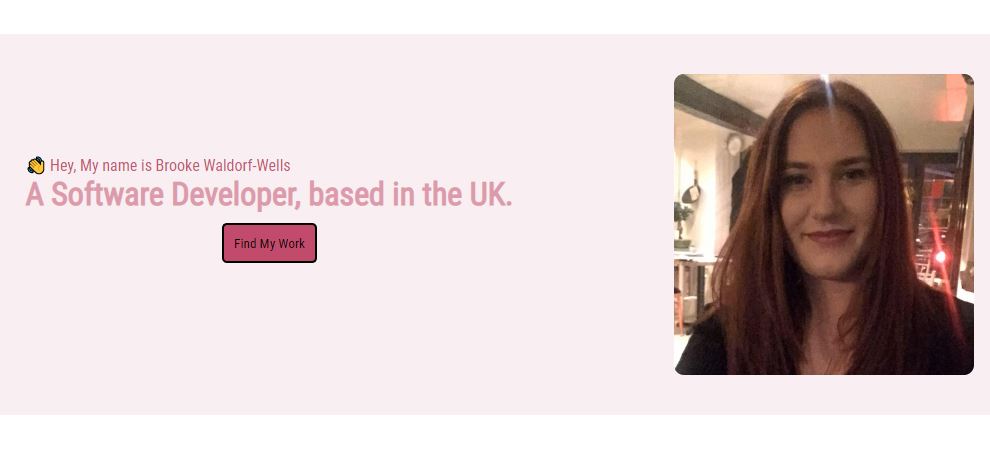 👋 Hey, My name is Brooke Waldorf-Wells
A Software Developer, based in the UK.
Find My Work